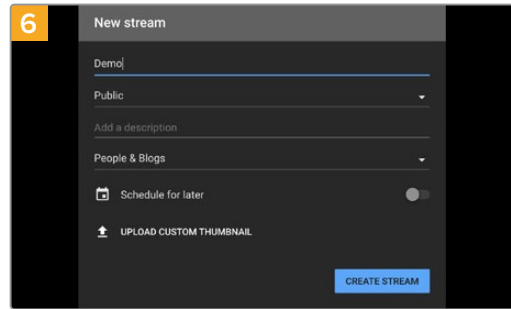 6
New stream
Demo
Public
Add a description
People & Blogs
Schedule for later
UPLOAD CUSTOM THUMBNAIL
CREATE STREAM